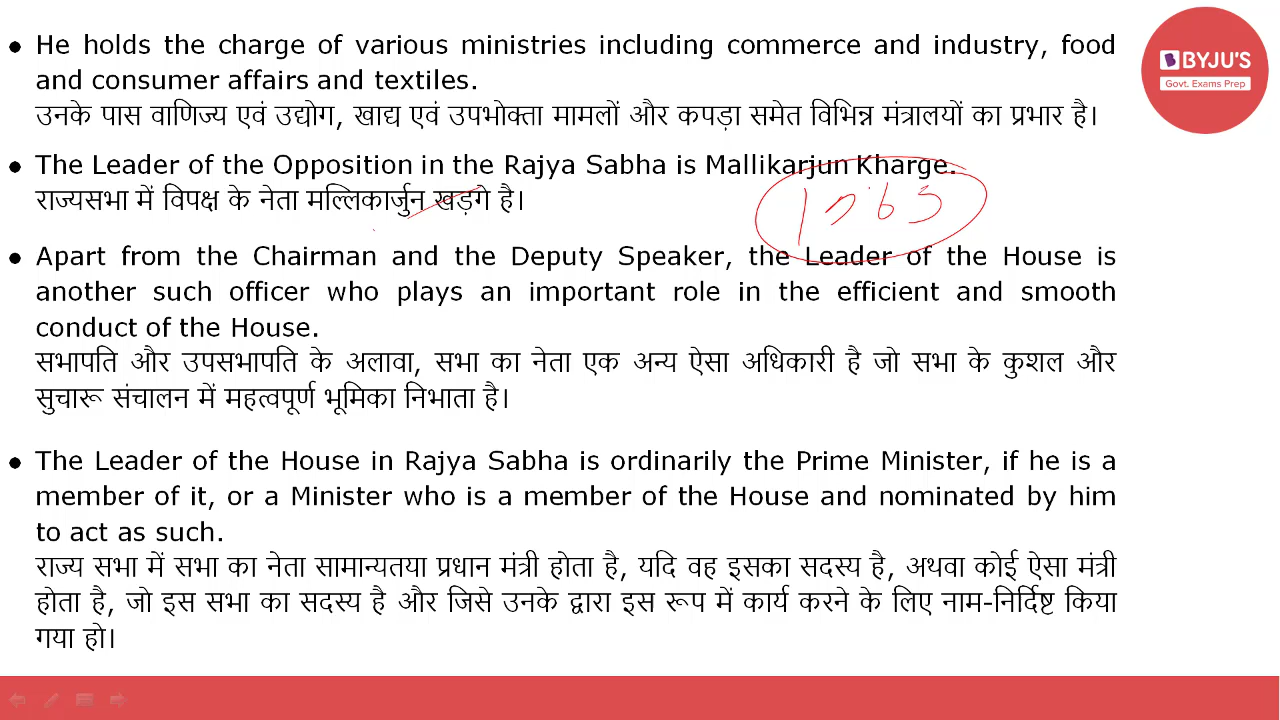 He holds the charge of various ministries including commerce and industry, food
and consumer affairs and textiles.
उनके पास वाणिज्य एवं उद्योग, खाद्य एवं उपभोक्ता मामलों और कपड़ा समेत विभिन्न मंत्रालयों का प्रभार है।
The Leader of the Opposition in the Rajya Sabha is Mallikarjun Kharge.
राज्यसभा में विपक्ष के नेता मल्लिकार्जुन खड़गे है।
Apart from the Chairman and the Deputy Speaker, the Leader of the House is
another such officer who plays an important role in the efficient and smooth
conduct of the House.
सभापति और उपसभापति के अलावा, सभा का नेता एक अन्य ऐसा अधिकारी है जो सभा के कुशल और
सुचारू संचालन में महत्वपूर्ण भूमिका निभाता है।
The Leader of the House in Rajya Sabha is ordinarily the Prime Minister, if he is a
member of it, or a Minister who is a member of the House and nominated by him
to act as such.
राज्य सभा में सभा का नेता सामान्यतया प्रधान मंत्री होता है, यदि वह इसका सदस्य है, अथवा कोई ऐसा मंत्री
होता है, जो इस सभा का सदस्य है और जिसे उनके द्वारा इस रूप में कार्य करने के लिए नाम-निर्दिष्ट किया
गया हो।
BYJU'S
Govt. Exams Prep